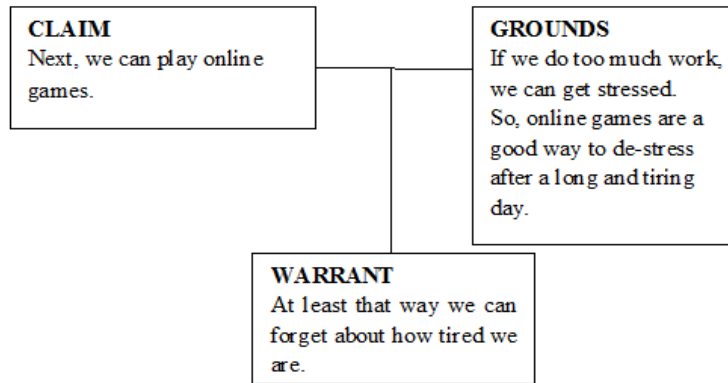 CLAIM
Next, we can play online
games.
GROUNDS
If we do too much work,
we can get stressed.
So, online games are a
good way to de-stress
after a long and tiring
day.
WARRANT
At least that way we can
forget about how tired we
are.